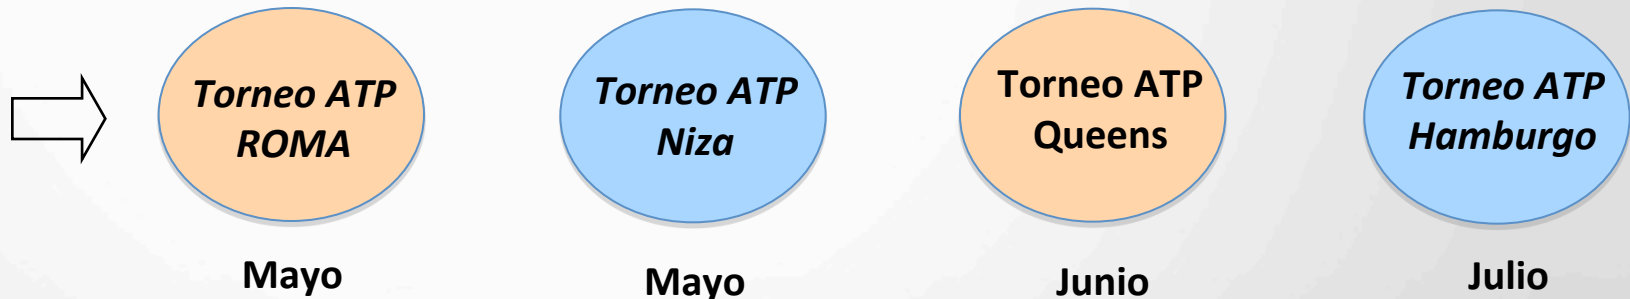 Torneo ATP
ROMA
Mayo
Torneo ATP
Niza
Mayo
Torneo ATP
Queens
Junio
Torneo ATP
Hamburgo
Julio